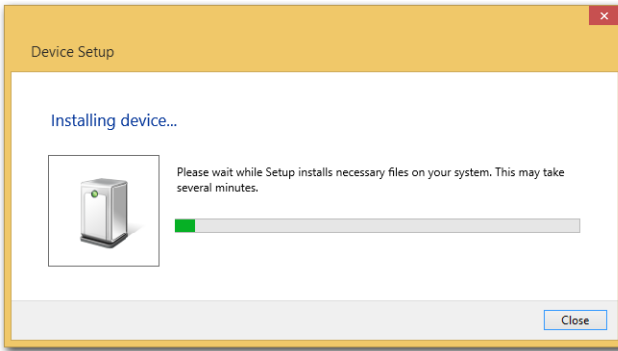 Device Setup
Installing device...
Please wait while Setup installs necessary files on your system. This may take
several minutes.
Close